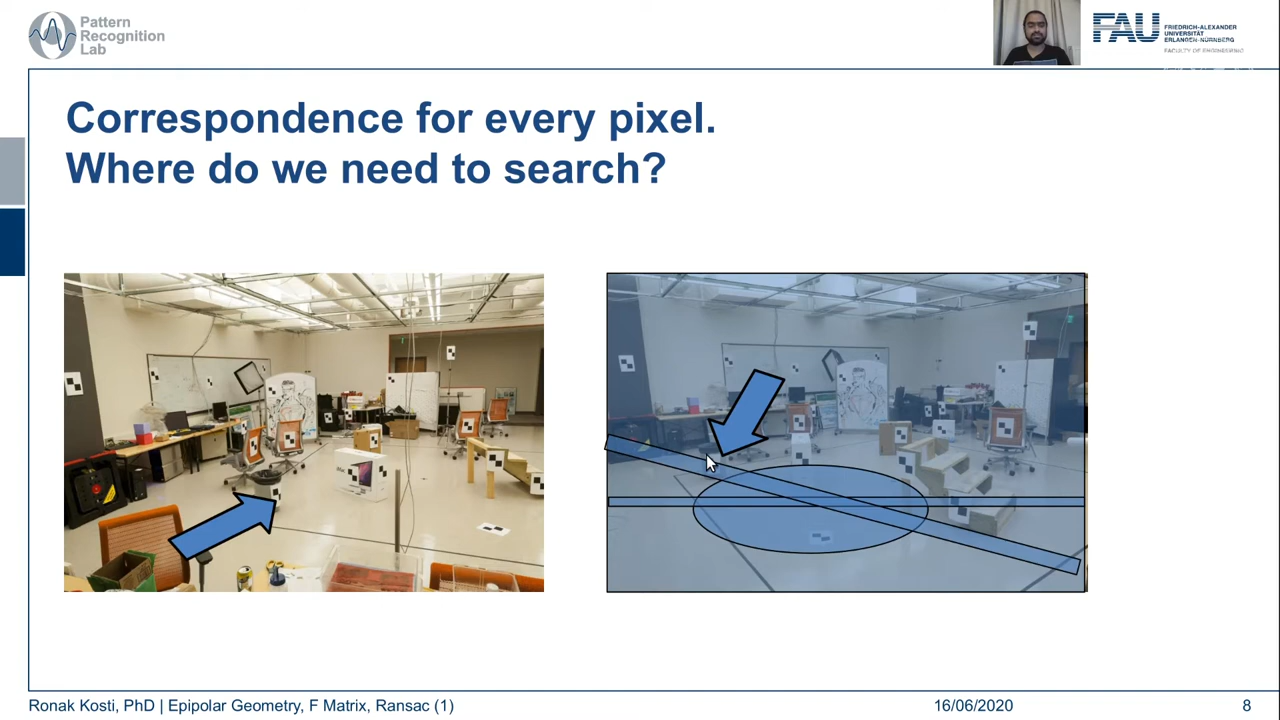 Pattern
Recognition
Lab
FAU
FRIEDRICH-ALEXANDER
UNIVERSITÄT
ERLANGEN-NÜRNBERG
FACULTY OF ENGINEERING
Correspondence for every pixel.
Where do we need to search?
Ronak Kosti, PhD | Epipolar Geometry, F Matrix, Ransac (1)
16/06/2020
8